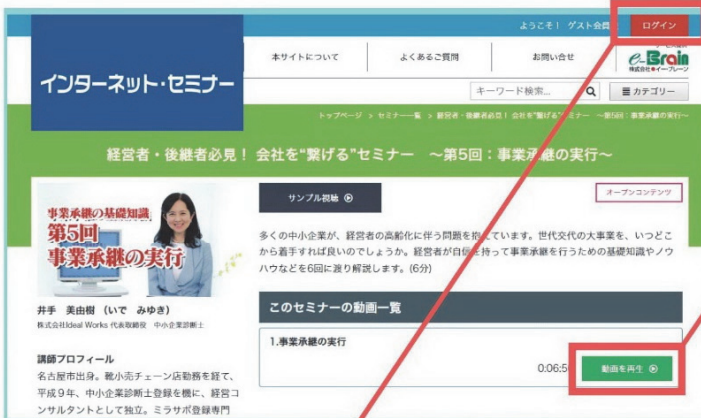 ようこそ! ゲスト会員
ログイン
インターネット・セミナー
本サイトについて
よくあるご質問
お問い合せ
e-Brain
株式会社イー・ブレーン
キーワード検索...
カテゴリー
トップページ > セミナー一覧 > 経営者・後継者必見! 会社を"繋げる"セミナー ～第5回:事業承継の実行～
経営者・後継者必見! 会社を"繋げる"セミナー ～第5回:事業承継の実行～
事業承継の基礎知識
第5回
事業承継の実行
サンプル視聴
オープンコンテンツ
多くの中小企業が、経営者の高齢化に伴う問題を抱えています。世代交代の大事業を、いつどこ
から着手すれば良いのでしょうか。経営者が自信を持って事業承継を行うための基礎知識やノウ
ハウなどを6回に渡り解説します。(6分)
井手 美由樹 (いで みゆき)
株式会社Ideal Works 代表取締役 中小企業診断士
このセミナーの動画一覧
1.事業承継の実行
0:06:5
動画を再生
講師プロフィール
名古屋市出身。靴小売チェーン店勤務を経て、
平成9年、中小企業診断士登録を機に、経営コ
ンサルタントとして独立。ミラサポ登録専門